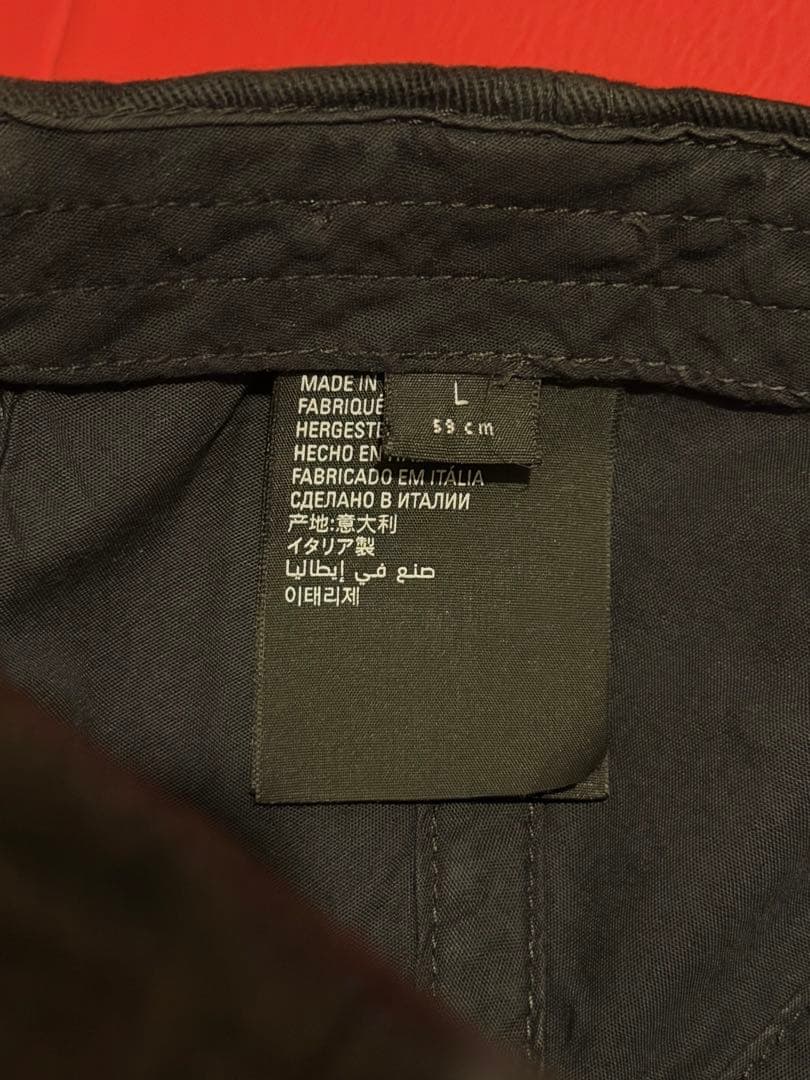 L
59 cm
MADE IN
FABRIQUÉ
HERGESTE
HECHO EN
FABRICADO EM ITÁLIA
СДЕЛАНО В ИТАЛИИ
产地:意大利
イタリア製
صنع في إيطاليا
이태리제